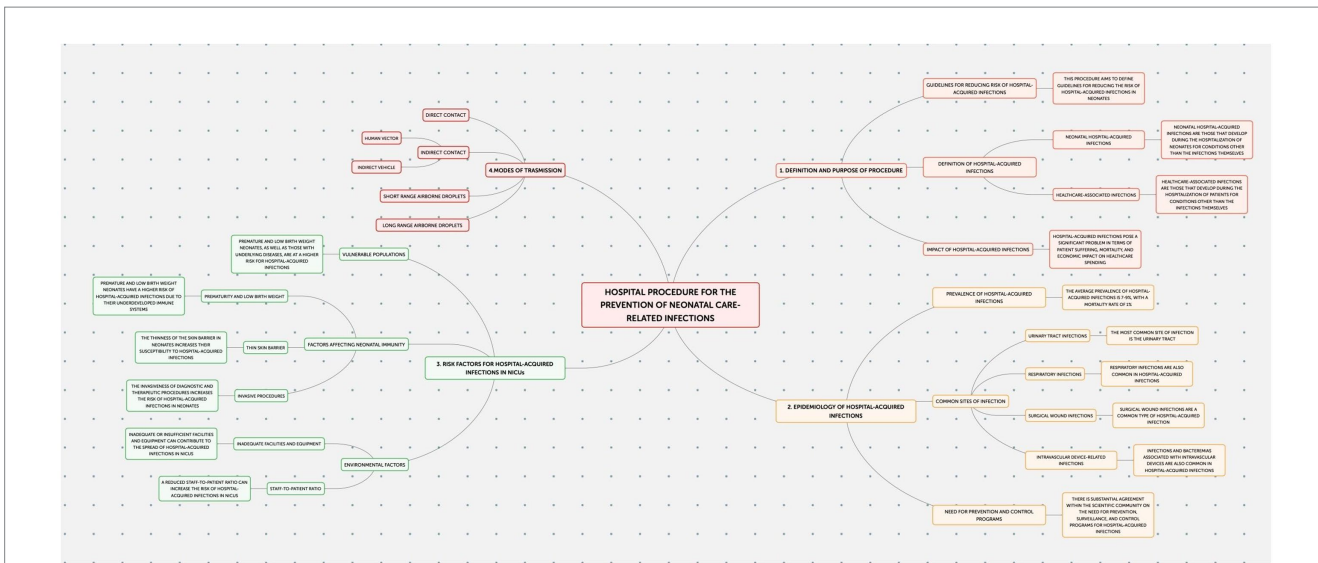 HOSPITAL PROCEDURE FOR THE
PREVENTION OF NEONATAL CARE-
RELATED INFECTIONS
1. DEFINITION AND PURPOSE OF PROCEDURE
GUIDELINES FOR REDUCING RISK OF HOSPITAL-
ACQUIRED INFECTIONS
THIS PROCEDURE AIMS TO DEFINE
GUIDELINES FOR REDUCING THE RISK OF
HOSPITAL-ACQUIRED INFECTIONS IN
NEONATES
DEFINITION OF HOSPITAL-ACQUIRED
INFECTIONS
NEONATAL HOSPITAL-ACQUIRED
INFECTIONS
NEONATAL HOSPITAL-ACQUIRED
INFECTIONS ARE THOSE THAT DEVELOP
DURING THE HOSPITALIZATION OF
NEONATES FOR CONDITIONS OTHER
THAN THE INFECTIONS THEMSELVES
HEALTHCARE-ASSOCIATED INFECTIONS
HEALTHCARE-ASSOCIATED INFECTIONS
ARE THOSE THAT DEVELOP DURING THE
HOSPITALIZATION OF PATIENTS FOR
CONDITIONS OTHER THAN THE
INFECTIONS THEMSELVES
IMPACT OF HOSPITAL-ACQUIRED INFECTIONS
HOSPITAL-ACQUIRED INFECTIONS POSE A
SIGNIFICANT PROBLEM IN TERMS OF
PATIENT SUFFERING, MORTALITY, AND
ECONOMIC IMPACT ON HEALTHCARE
SPENDING
2. EPIDEMIOLOGY OF HOSPITAL-ACQUIRED
INFECTIONS
PREVALENCE OF HOSPITAL-ACQUIRED
INFECTIONS
THE AVERAGE PREVALENCE OF HOSPITAL-
ACQUIRED INFECTIONS IS 7-9%, WITH A
MORTALITY RATE OF 1%
COMMON SITES OF INFECTION
URINARY TRACT INFECTIONS
THE MOST COMMON SITE OF INFECTION
IS THE URINARY TRACT
RESPIRATORY INFECTIONS
RESPIRATORY INFECTIONS ARE ALSO
COMMON IN HOSPITAL-ACQUIRED
INFECTIONS
SURGICAL WOUND INFECTIONS
SURGICAL WOUND INFECTIONS ARE A
COMMON TYPE OF HOSPITAL-ACQUIRED
INFECTION
INTRAVASCULAR DEVICE-RELATED
INFECTIONS
INFECTIONS AND BACTEREMIAS
ASSOCIATED WITH INTRAVASCULAR
DEVICES ARE ALSO COMMON IN
HOSPITAL-ACQUIRED INFECTIONS
NEED FOR PREVENTION AND CONTROL
PROGRAMS
THERE IS SUBSTANTIAL AGREEMENT
WITHIN THE SCIENTIFIC COMMUNITY ON
THE NEED FOR PREVENTION,
SURVEILLANCE, AND CONTROL
PROGRAMS FOR HOSPITAL-ACQUIRED
INFECTIONS
3. RISK FACTORS FOR HOSPITAL-ACQUIRED
INFECTIONS IN NICUs
VULNERABLE POPULATIONS
PREMATURE AND LOW BIRTH WEIGHT
NEONATES, AS WELL AS THOSE WITH
UNDERLYING DISEASES, ARE AT A HIGHER
RISK FOR HOSPITAL-ACQUIRED
INFECTIONS
FACTORS AFFECTING NEONATAL IMMUNITY
PREMATURITY AND LOW BIRTH WEIGHT
PREMATURE AND LOW BIRTH WEIGHT
NEONATES HAVE A HIGHER RISK OF
HOSPITAL-ACQUIRED INFECTIONS DUE TO
THEIR UNDERDEVELOPED IMMUNE
SYSTEMS
THIN SKIN BARRIER
THE THINNESS OF THE SKIN BARRIER IN
NEONATES INCREASES THEIR
SUSCEPTIBILITY TO HOSPITAL-ACQUIRED
INFECTIONS
INVASIVE PROCEDURES
THE INVASIVENESS OF DIAGNOSTIC AND
THERAPEUTIC PROCEDURES INCREASES
THE RISK OF HOSPITAL-ACQUIRED
INFECTIONS IN NEONATES
ENVIRONMENTAL FACTORS
INADEQUATE FACILITIES AND EQUIPMENT
INADEQUATE OR INSUFFICIENT FACILITIES
AND EQUIPMENT CAN CONTRIBUTE TO
THE SPREAD OF HOSPITAL-ACQUIRED
INFECTIONS IN NICUS
STAFF-TO-PATIENT RATIO
A REDUCED STAFF-TO-PATIENT RATIO CAN
INCREASE THE RISK OF HOSPITAL-
ACQUIRED INFECTIONS IN NICUS
4.MODES OF TRASMISSION
DIRECT CONTACT
INDIRECT CONTACT
HUMAN VECTOR
INDIRECT VEHICLE
SHORT RANGE AIRBORNE DROPLETS
LONG RANGE AIRBORNE DROPLETS